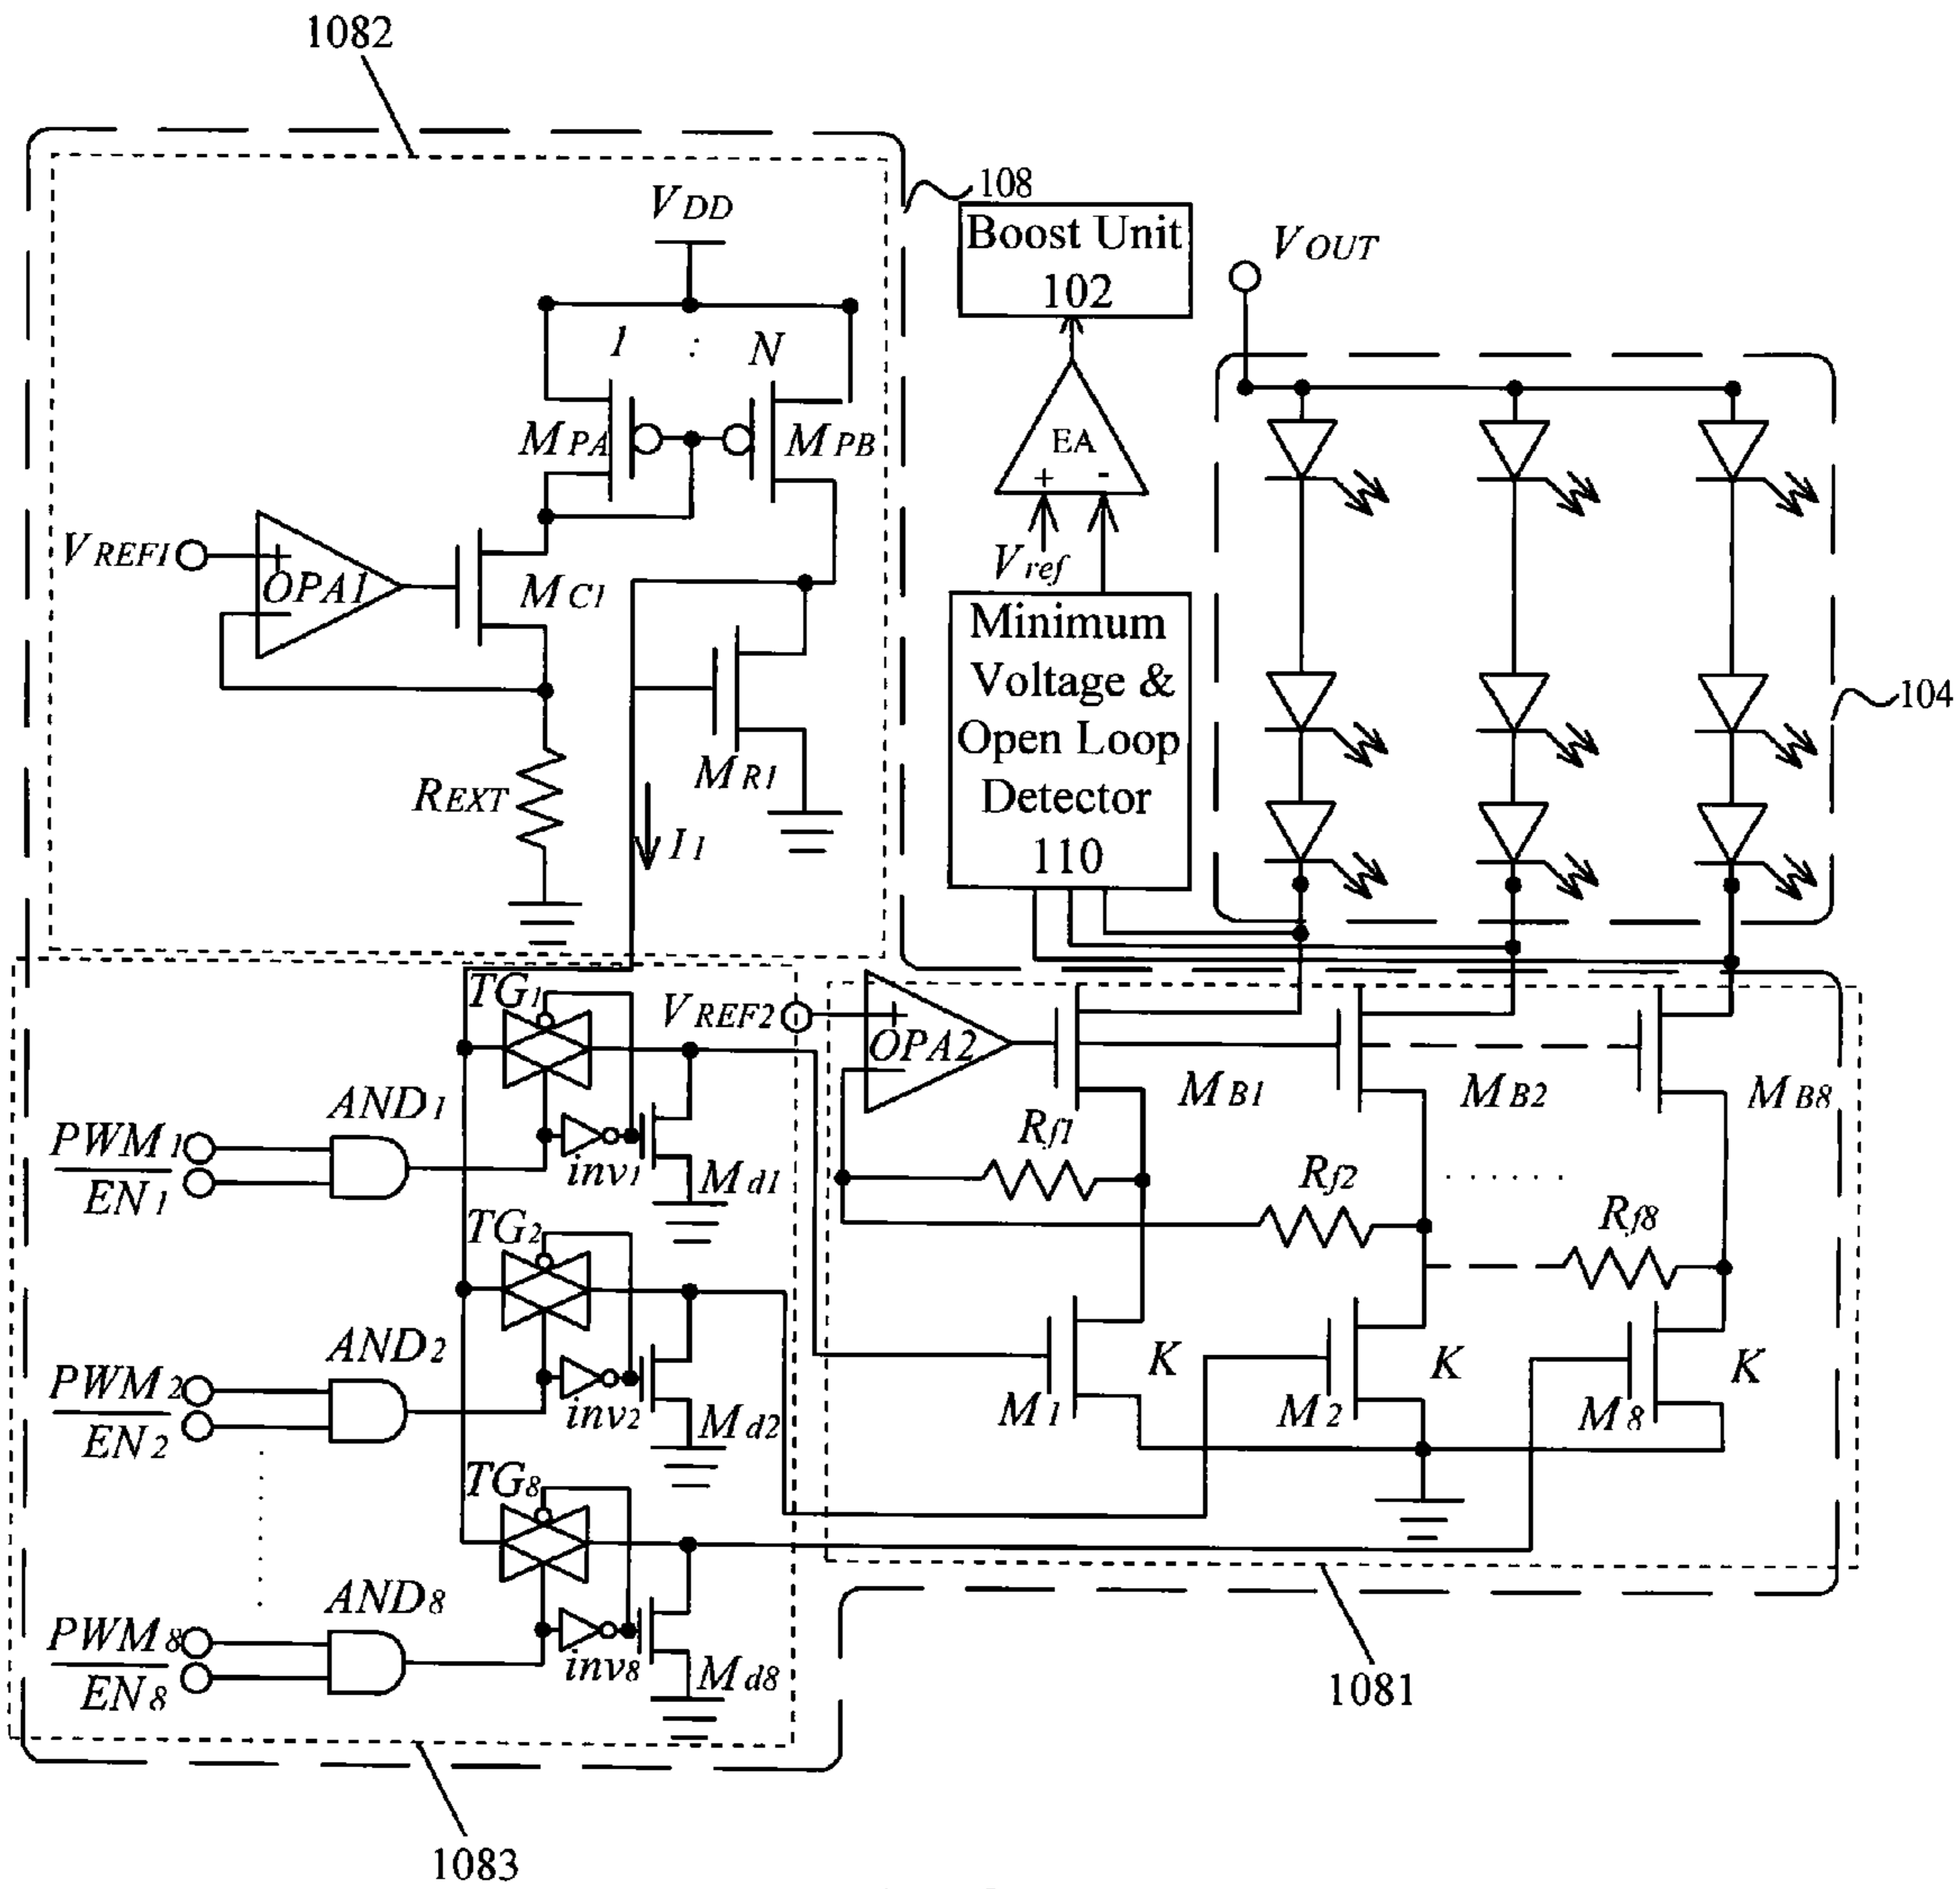 1082
108
VDD
Boost Unit
102
VOUT
1 : N
MPA
MPB
EA
+ -
VREF1
+
OPA1
-
MC1
Vref
Minimum
Voltage &
Open Loop
Detector
110
104
MR1
REXT
I1
TG1
VREF2
+
OPA2
-
MB1
MB2
MB8
AND1
PWM1
EN1
inv1
Md1
Rf1
Rf2
......
Rf8
TG2
AND2
PWM2
EN2
inv2
Md2
M1
K
M2
K
M8
K
TG8
AND8
PWM8
EN8
inv8
Md8
1081
1083